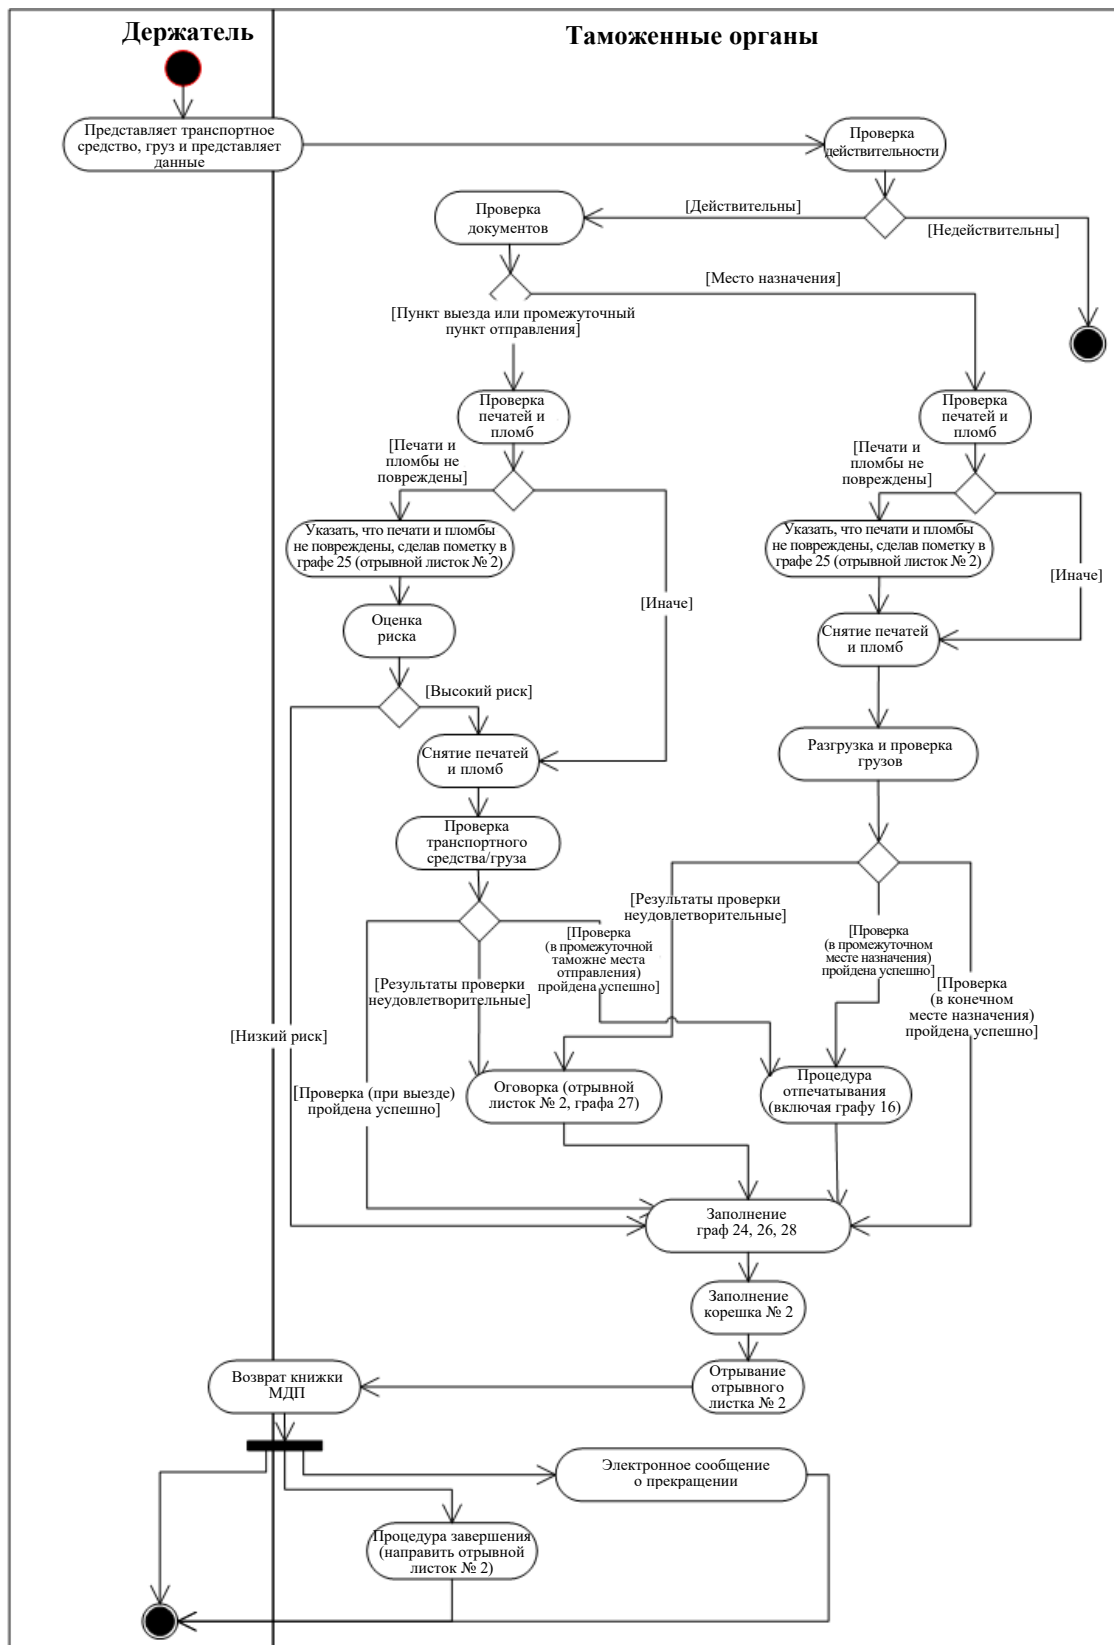 Держатель
Таможенные органы
Представляет транспортное
средство, груз и представляет
данные
Проверка
действительности
[Действительны]
[Недействительны]
Проверка
документов
[Место назначения]
[Пункт выезда или промежуточный
пункт отправления]
Проверка
печатей и
пломб
Проверка
печатей и
пломб
[Печати и
пломбы не
повреждены]
[Печати и
пломбы не
повреждены]
Указать, что печати и пломбы
не повреждены, сделав пометку в
графе 25 (отрывной листок № 2)
Указать, что печати и пломбы
не повреждены, сделав пометку в
графе 25 (отрывной листок № 2)
[Иначе]
[Иначе]
Оценка
риска
Снятие печатей
и пломб
[Высокий риск]
Снятие печатей
и пломб
Разгрузка и проверка
грузов
Проверка
транспортного
средства/груза
[Результаты проверки
неудовлетворительные]
[Проверка
(в промежуточной
таможне места
отправления)
пройдена успешно]
[Проверка
(в промежуточном
месте назначения)
пройдена успешно]
[Результаты проверки
неудовлетворительные]
[Проверка
(в конечном
месте назначения)
пройдена успешно]
[Низкий риск]
[Проверка (при выезде)
пройдена успешно]
Оговорка (отрывной
листок № 2, графа 27)
Процедура
отпечатывания
(включая графу 16)
Заполнение
граф 24, 26, 28
Заполнение
корешка № 2
Отрывание
отрывного
листка № 2
Возврат книжки
МДП
Электронное сообщение
о прекращении
Процедура завершения
(направить отрывной
листок № 2)